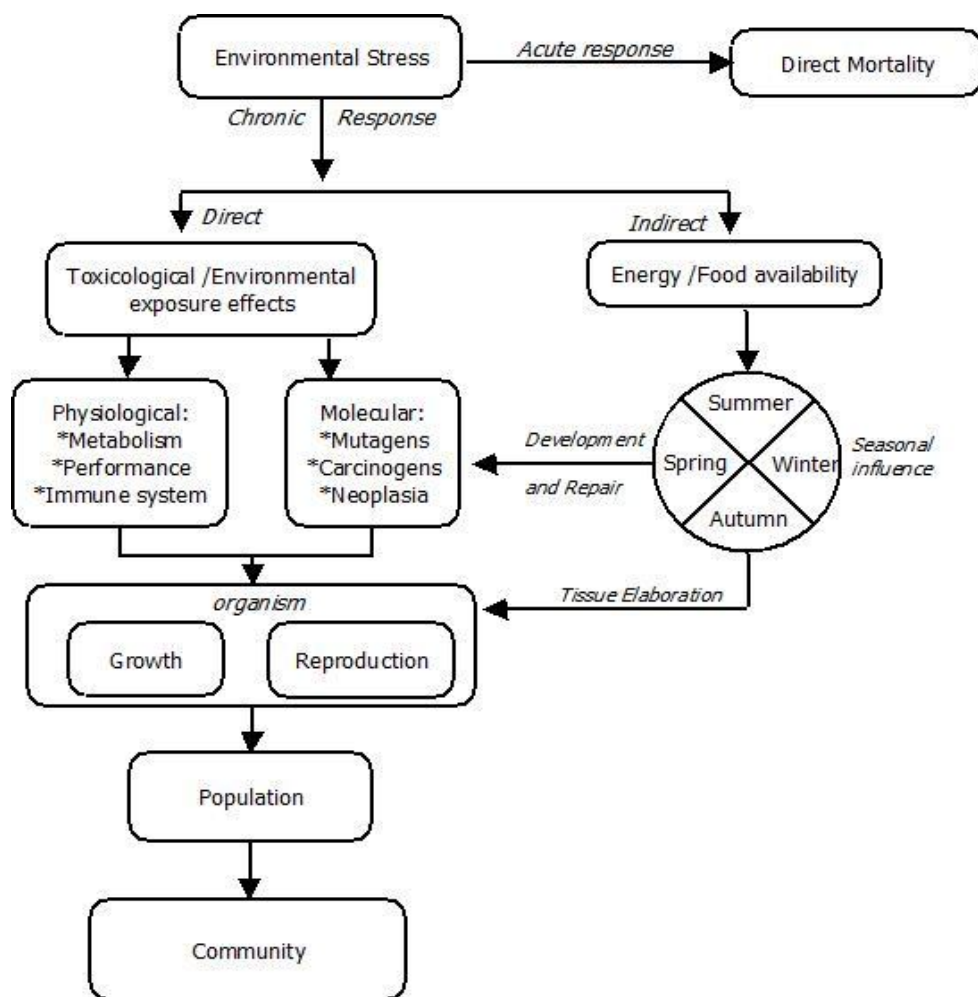 Environmental Stress
Acute response
Direct Mortality
Chronic Response
Direct
Indirect
Toxicological /Environmental
exposure effects
Energy /Food availability
Physiological:
*Metabolism
*Performance
*Immune system
Molecular:
*Mutagens
*Carcinogens
*Neoplasia
Development
and Repair
Summer
Spring
Winter
Autumn
Seasonal
influence
Tissue Elaboration
organism
Growth
Reproduction
Population
Community